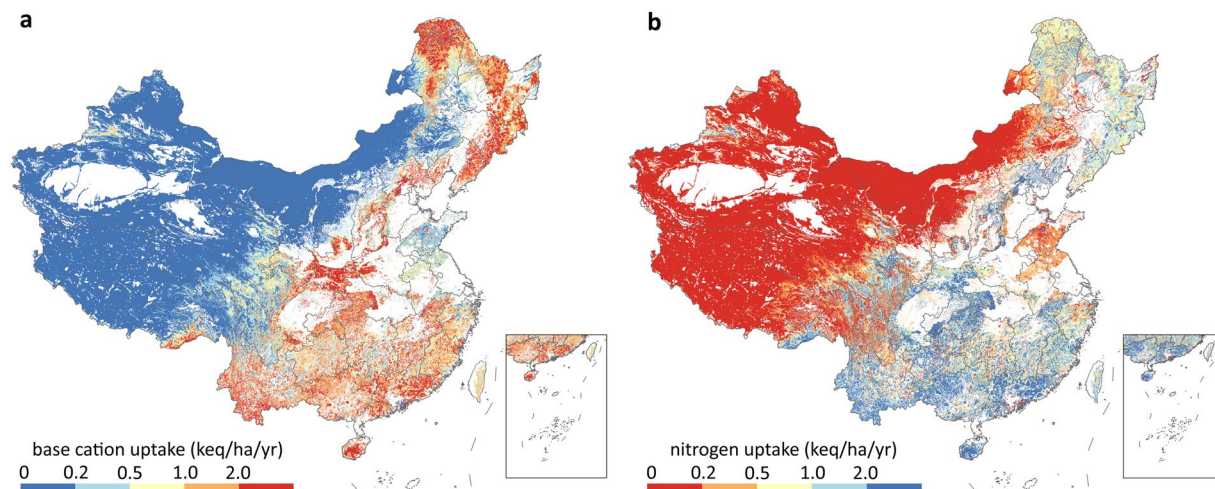 a
b
base cation uptake (keq/ha/yr)
0 0.2 0.5 1.0 2.0
nitrogen uptake (keq/ha/yr)
0 0.2 0.5 1.0 2.0